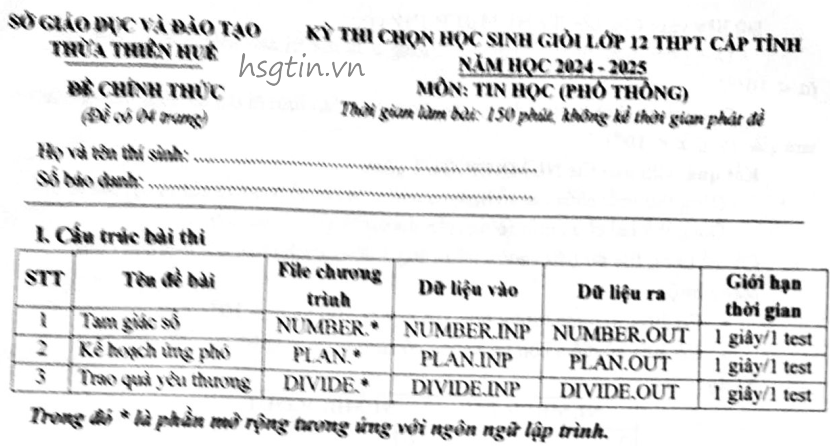 SỞ GIÁO DỤC VÀ ĐÀO TẠO
THỪA THIÊN HUẾ
ĐỀ CHÍNH THỨC
(Đề có 04 trang)
KỲ THI CHỌN HỌC SINH GIỎI LỚP 12 THPT CẤP TỈNH
NĂM HỌC 2024 - 2025
MÔN: TIN HỌC (PHỔ THÔNG)
Thời gian làm bài: 150 phút, không kể thời gian phát đề
hsgtin.vn
Họ và tên thí sinh: ........................................................
Số báo danh: ........................................................
I. Cấu trúc bài thi
STT Tên đề bài File chương trình Dữ liệu vào Dữ liệu ra Giới hạn thời gian
1 Tam giác số NUMBER.* NUMBER.INP NUMBER.OUT 1 giây/1 test
2 Kế hoạch ứng phó PLAN.* PLAN.INP PLAN.OUT 1 giây/1 test
3 Trao quà yêu thương DIVIDE.* DIVIDE.INP DIVIDE.OUT 1 giây/1 test
Trong đó * là phần mở rộng tương ứng với ngôn ngữ lập trình.